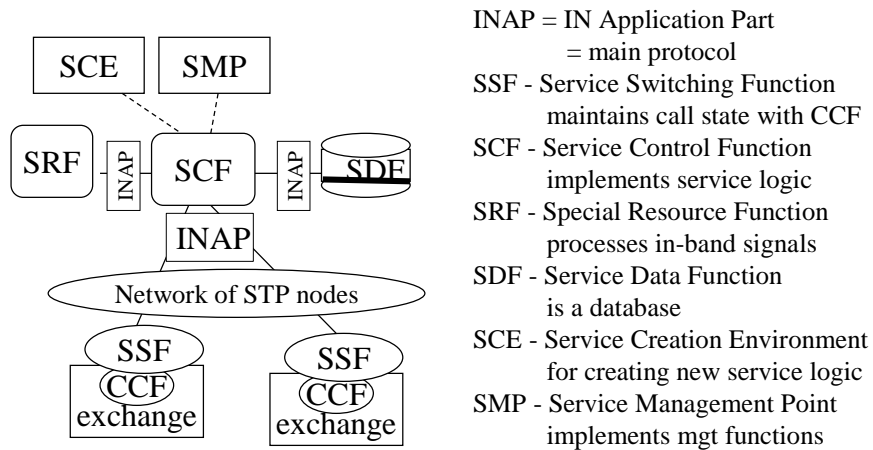 SCE
SMP
SRF
INAP
SCF
INAP
SDF
INAP
Network of STP nodes
SSF
CCF
exchange
SSF
CCF
exchange
INAP = IN Application Part
= main protocol
SSF - Service Switching Function
maintains call state with CCF
SCF - Service Control Function
implements service logic
SRF - Special Resource Function
processes in-band signals
SDF - Service Data Function
is a database
SCE - Service Creation Environment
for creating new service logic
SMP - Service Management Point
implements mgt functions